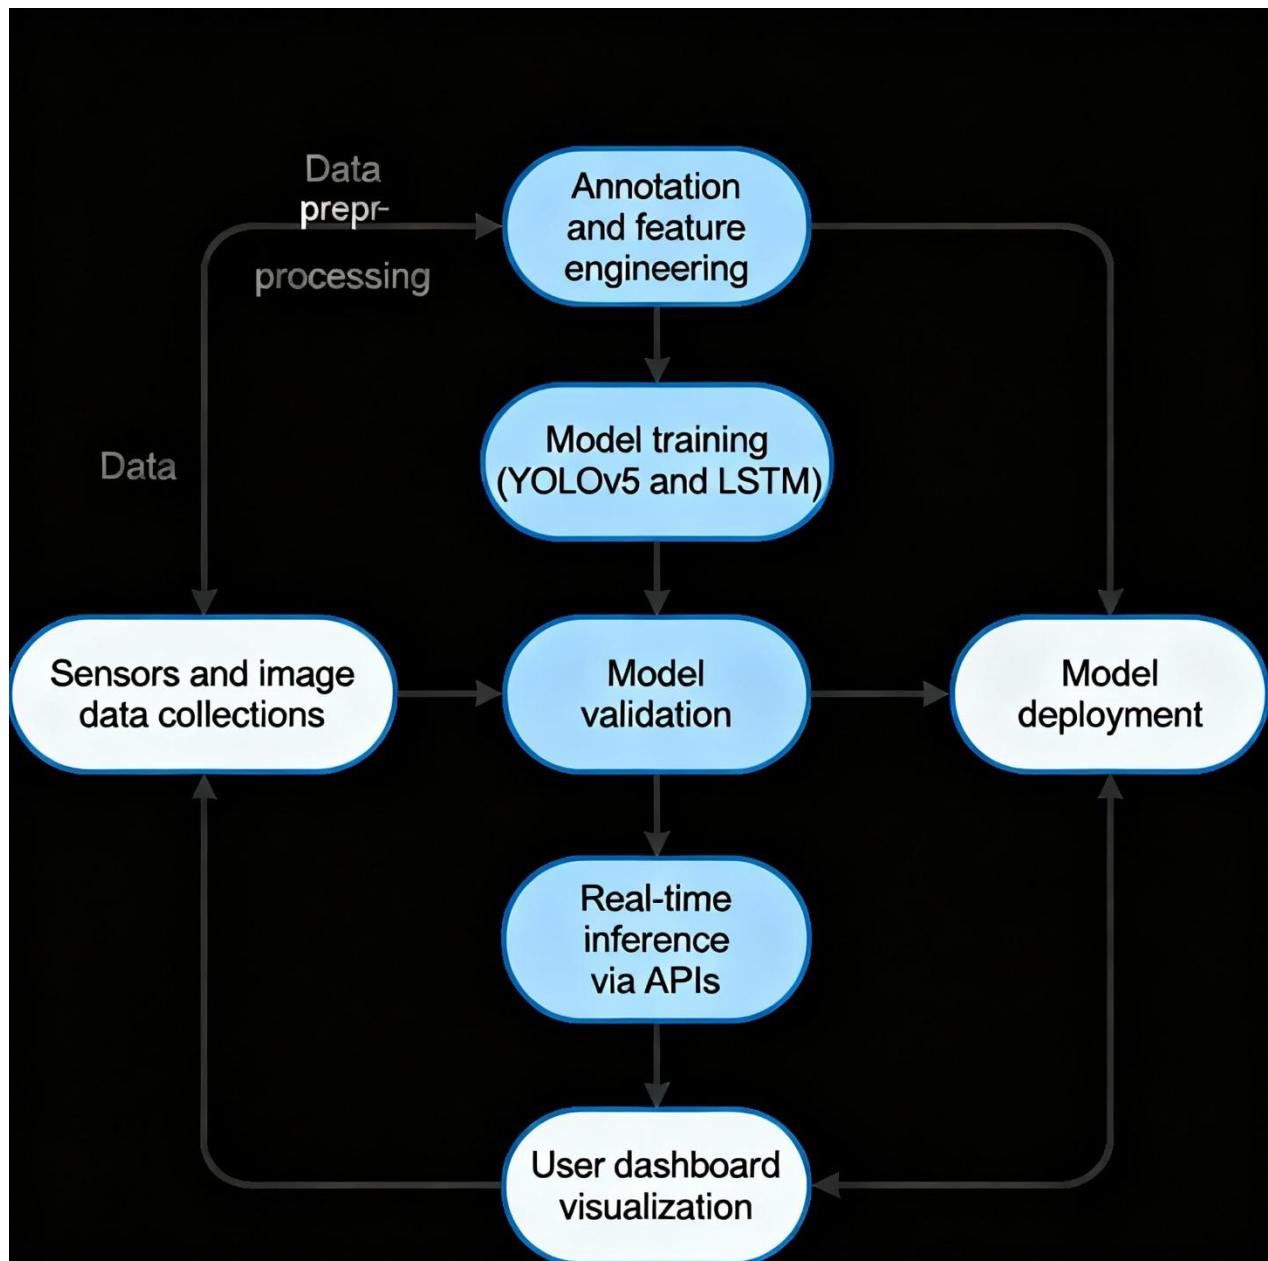 Data
prepr-
processing
Annotation
and feature
engineering
Data
Model training
(YOLOv5 and LSTM)
Sensors and image
data collections
Model
validation
Model
deployment
Real-time
inference
via APIs
User dashboard
visualization